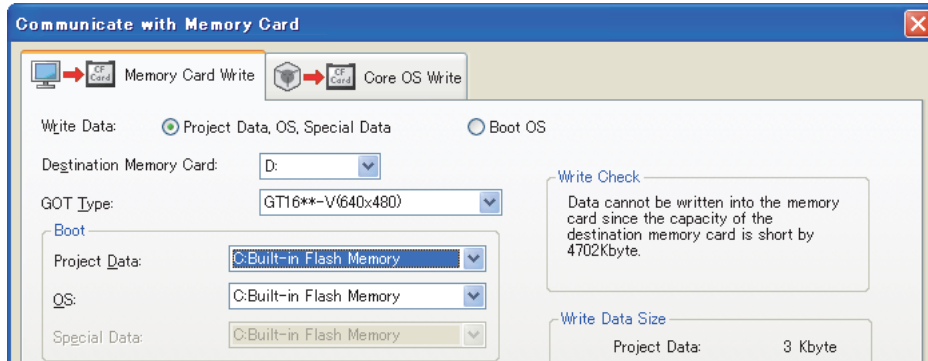 Communicate with Memory Card
CF Card Memory Card Write
CF Card Core OS Write
Write Data: Project Data, OS, Special Data Boot OS
Destination Memory Card: D:
GOT Type: GT16**-V(640x480)
Boot
Project Data: C:Built-in Flash Memory
OS: C:Built-in Flash Memory
Special Data: C:Built-in Flash Memory
Write Check
Data cannot be written into the memory
card since the capacity of the
destination memory card is short by
4702Kbyte.
Write Data Size
Project Data: 3 Kbyte